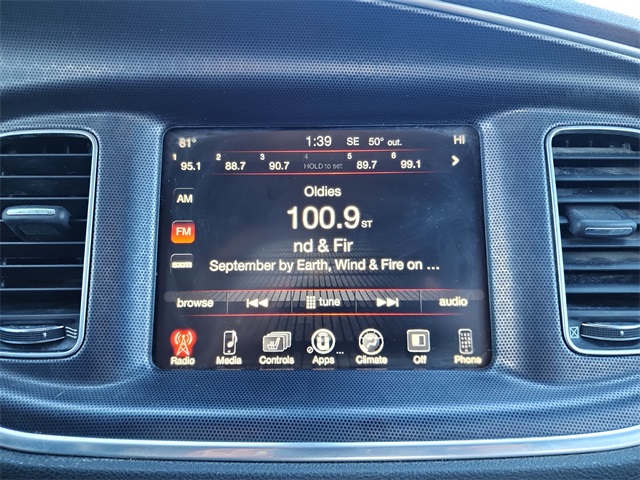 81° 1:39 SE 50° out. HI
1 2 3 4 5 6
95.1 88.7 90.7 HOLD to set 89.7 99.1
Oldies
AM
100.9 ST
FM
nd & Fir
sxm September by Earth, Wind & Fire on ...
browse tune audio
Radio Media Controls Apps ... Climate Off Phone